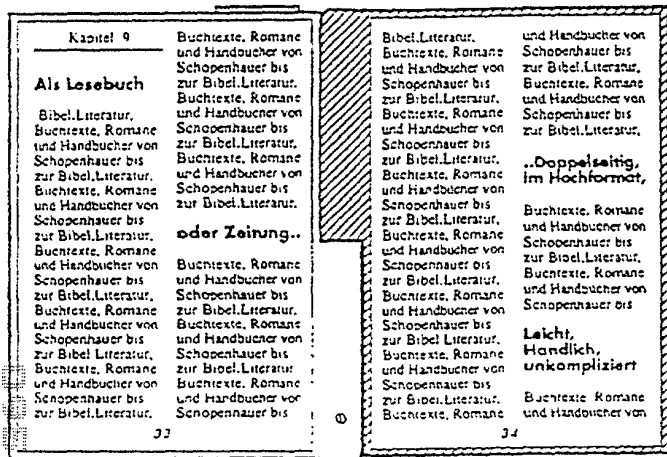 Kapitel 9
Als Lesebuch
Bibel.Literatur,
Buchtexte, Romane
und Handbucher von
Schopenhauer bis
zur Bibel.Literatur,
Buchtexte, Romane
und Handbucher von
Schopenhauer bis
zur Bibel.Literatur,
Buchtexte, Romane
und Handbucher von
Schopenhauer bis
zur Bibel.Literatur,
Buchtexte, Romane
und Handbucher von
Schopenhauer bis
zur Bibel Literatur,
Buchtexte, Romane
und Handbucher von
Schopenhauer bis
zur Bibel.Literatur,
Buchtexte, Romane
und Handbucher von
Schopenhauer bis
zur Bibel.Literatur,
Buchtexte, Romane
und Handbucher von
Schopenhauer bis
zur Bibel.Literatur,
Buchtexte, Romane
und Handbucher von
Schopenhauer bis
zur Bibel.Literatur,
oder Zeitung..
Buchtexte, Romane
und Handbucher von
Schopenhauer bis
zur Bibel.Literatur,
Buchtexte, Romane
und Handbucher von
Schopenhauer bis
zur Bibel.Literatur
Buchtexte, Romane
und Handbucher von
Schopenhauer bis
33
Bibel.Literatur,
Buchtexte, Romane
und Handbucher von
Schopenhauer bis
zur Bibel.Literatur,
Buchtexte, Romane
und Handbucher von
Schopenhauer bis
zur Bibel.Literatur,
Buchtexte, Romane
und Handbucher von
Schopenhauer bis
zur Bibel.Literatur,
Buchtexte, Romane
und Handbucher von
Schopenhauer bis
zur Bibel.Literatur,
Buchtexte, Romane
und Handbucher von
Schopenhauer bis
zur Bibel.Literatur,
Buchtexte, Romane
und Handbucher von
Schopenhauer bis
zur Bibel.Literatur,
Buchtexte, Romane
und Handbucher von
Schopenhauer bis
zur Bibel.Literatur,
Buchtexte, Romane
und Handbucher von
Schopenhauer bis
zur Bibel.Literatur,
..Doppelseitig,
im Hochformat,
Buchtexte, Romane
und Handbucher von
Schopenhauer bis
zur Bibel.Literatur,
Buchtexte, Romane
und Handbucher von
Schopenhauer bis
Leicht,
Handlich,
unkompliziert
Buchtexte Romane
und Handbucher von
34